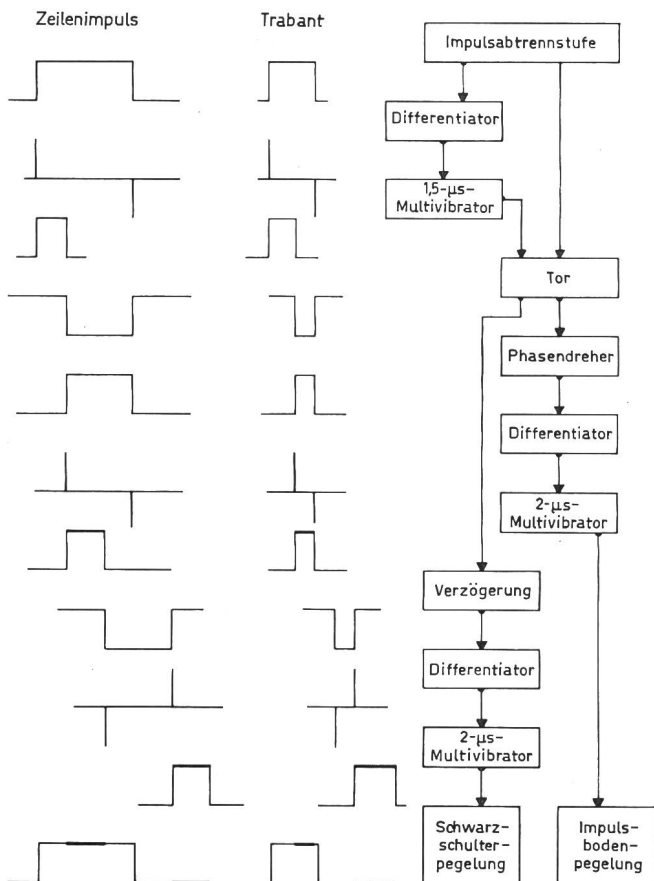 Zeilenimpuls
Trabant
Impulsabtrennstufe
Differentiator
1,5-µs-
Multivibrator
Tor
Phasendreher
Differentiator
2-µs-
Multivibrator
Verzögerung
Differentiator
2-µs-
Multivibrator
Schwarz-
schulter-
pegelung
Impuls-
boden-
pegelung